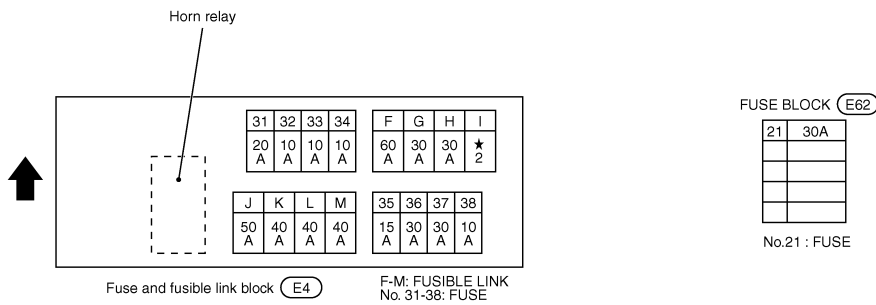 Horn relay
31 32 33 34 F G H I
20 A 10 A 10 A 10 A 60 A 30 A 30 A ★ 2
J K L M 35 36 37 38
50 A 40 A 40 A 40 A 15 A 30 A 30 A 10 A
Fuse and fusible link block E4
F-M: FUSIBLE LINK
No. 31-38: FUSE
FUSE BLOCK E62
21 30A
No.21 : FUSE